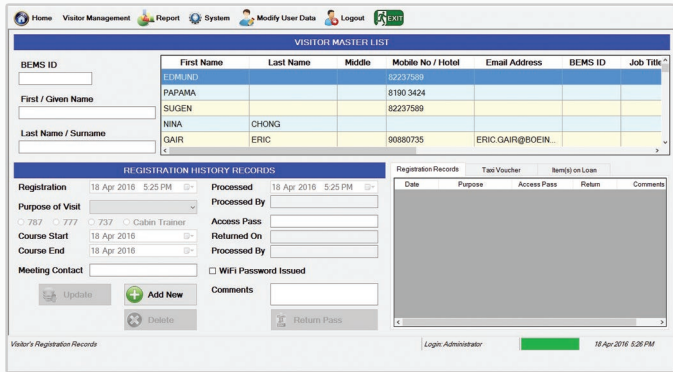 Home Visitor Management Report System Modify User Data Logout EXIT
VISITOR MASTER LIST
BEMS ID
First / Given Name
Last Name / Surname
First Name Last Name Middle Mobile No / Hotel Email Address BEMS ID Job Title
EDMUND 82237589
PAPAMA 8190 3424
SUGEN 82237589
NINA CHONG
GAIR ERIC 90880735 ERIC.GAIR@BOEIN...
REGISTRATION HISTORY RECORDS
Registration 18 Apr 2016 5:25 PM Processed 18 Apr 2016 5:25 PM
Purpose of Visit Processed By
787 777 737 Cabin Trainer Access Pass
Course Start 18 Apr 2016 Returned On
Course End 18 Apr 2016 Processed By
Meeting Contact WiFi Password Issued
Update Add New Comments
Delete Return Pass
Registration Records Taxi Voucher Item(s) on Loan
Date Purpose Access Pass Return Comments
Visitor's Registration Records Login: Administrator 18 Apr 2016 5:26 PM